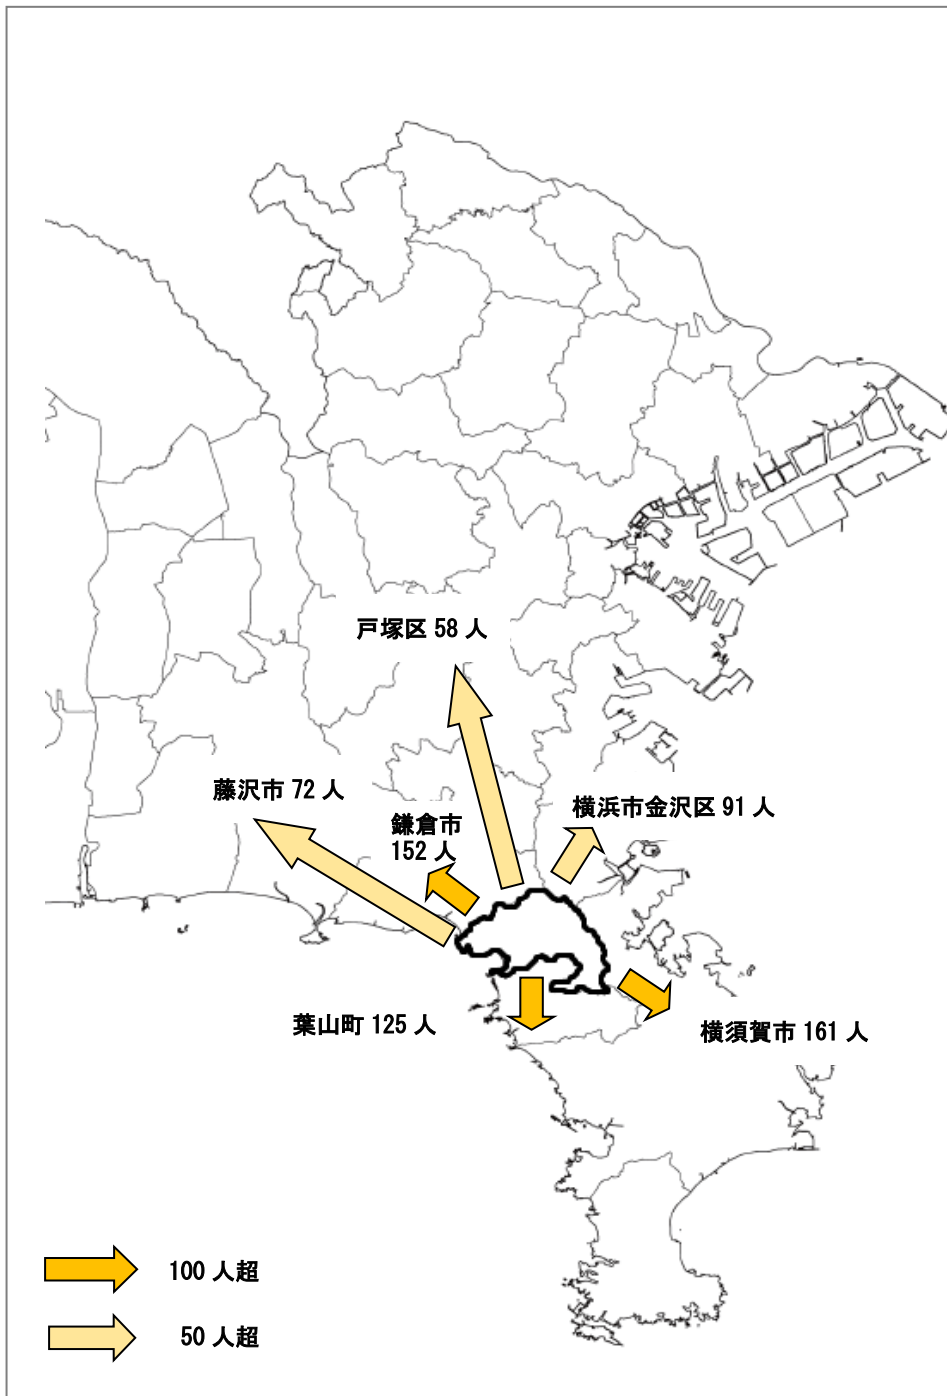 戸塚区 58 人
藤沢市 72 人
鎌倉市
152 人
横浜市金沢区 91 人
葉山町 125 人
横須賀市 161 人
100 人超
50 人超